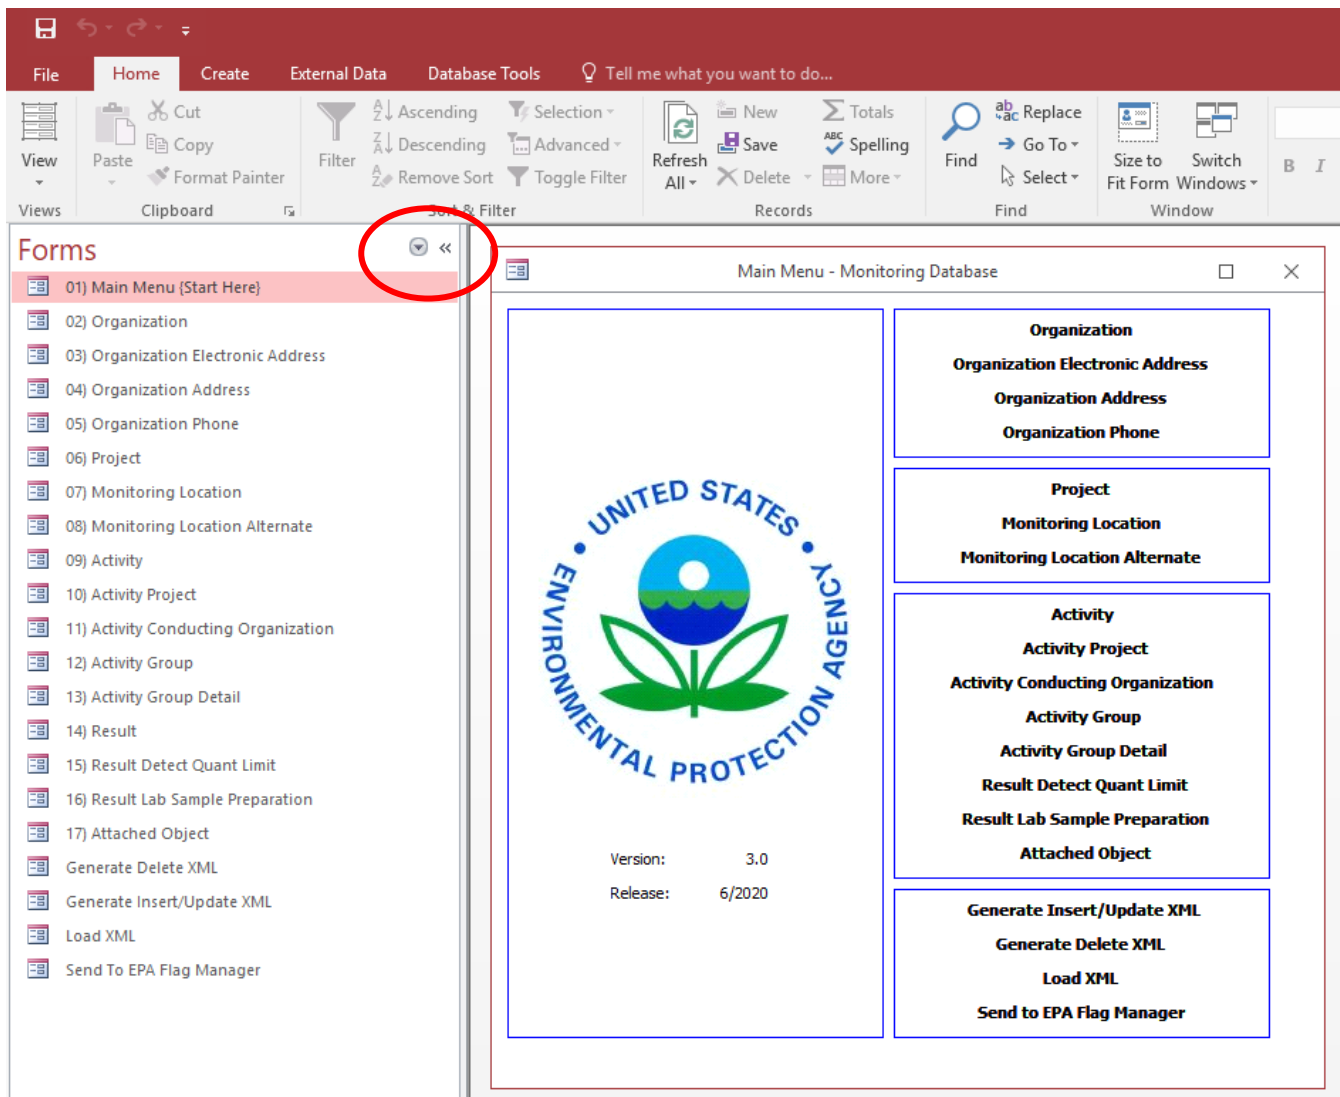 File Home Create External Data Database Tools Tell me what you want to do...
View
Views
Paste
Cut
Copy
Format Painter
Clipboard
Filter
Ascending
Descending
Remove Sort
Selection
Advanced
Toggle Filter
Sort & Filter
Refresh
All
New
Save
Delete
Totals
Spelling
More
Records
Find
Replace
Go To
Select
Find
Size to
Fit Form
Switch
Windows
Window
B I
Forms
01) Main Menu {Start Here}
02) Organization
03) Organization Electronic Address
04) Organization Address
05) Organization Phone
06) Project
07) Monitoring Location
08) Monitoring Location Alternate
09) Activity
10) Activity Project
11) Activity Conducting Organization
12) Activity Group
13) Activity Group Detail
14) Result
15) Result Detect Quant Limit
16) Result Lab Sample Preparation
17) Attached Object
Generate Delete XML
Generate Insert/Update XML
Load XML
Send To EPA Flag Manager
Main Menu - Monitoring Database
UNITED STATES
ENVIRONMENTAL PROTECTION AGENCY
Version: 3.0
Release: 6/2020
Organization
Organization Electronic Address
Organization Address
Organization Phone
Project
Monitoring Location
Monitoring Location Alternate
Activity
Activity Project
Activity Conducting Organization
Activity Group
Activity Group Detail
Result Detect Quant Limit
Result Lab Sample Preparation
Attached Object
Generate Insert/Update XML
Generate Delete XML
Load XML
Send to EPA Flag Manager